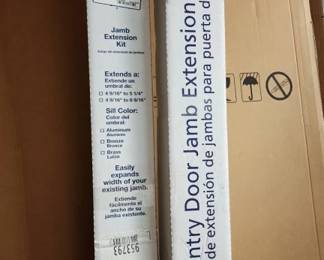 Jamb
Extension
Kit
Extends a:
Extiende un
umbral de:
4 9/16" to 5 1/4"
4 9/16" to 6 9/16"
Sill Color:
Color del
umbral:
Aluminum
Aluminio
Bronze
Bronce
Brass
Latón
Easily
expands
width of your
existing jamb.
Extiende
fácilmente el
ancho de su
jamba existente.
953793
ntry Door Jamb Extension
de extensión de jambas para puerta d